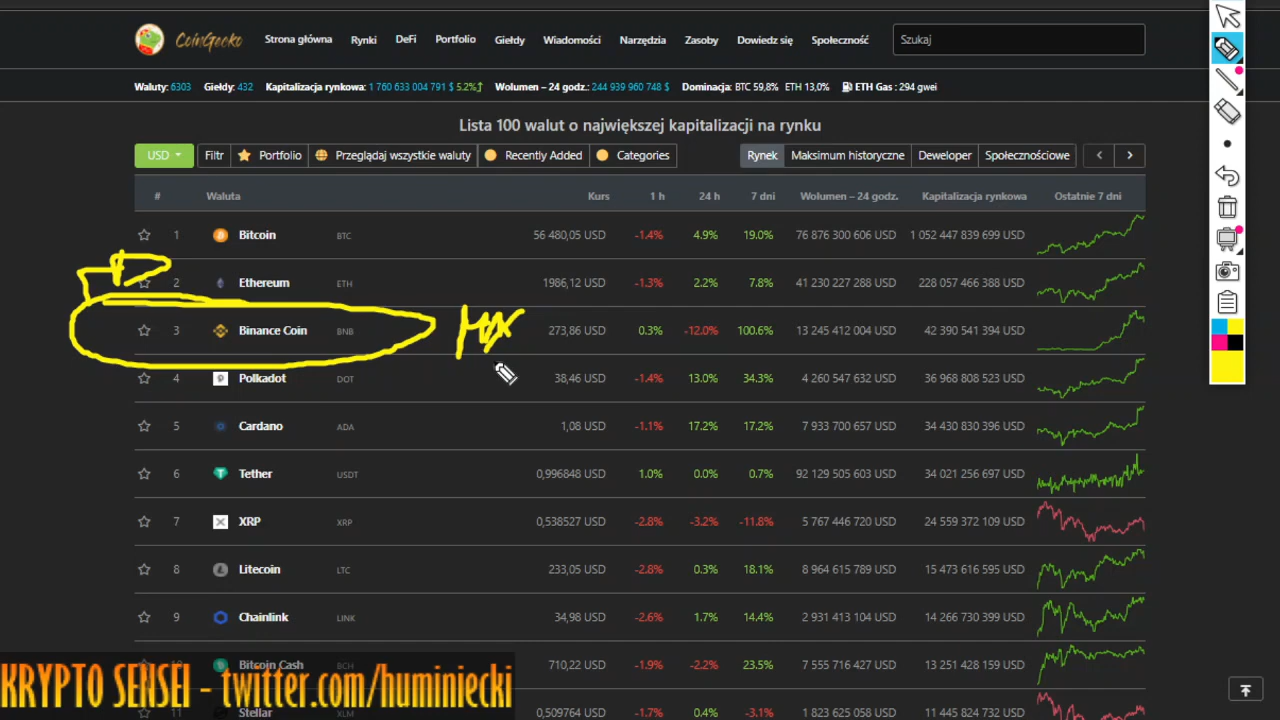 CoinGecko Strona główna Rynki DeFi Portfolio Giełdy Wiadomości Narzędzia Zasoby Dowiedz się Społeczność Szukaj
Waluty: 6303 Giełdy: 432 Kapitalizacja rynkowa: 1 760 633 004 791 $ 5.2% Wolumen – 24 godz.: 244 939 960 748 $ Dominacja: BTC 59,8% ETH 13,0% ETH Gas : 294 gwei
Lista 100 walut o największej kapitalizacji na rynku
USD Filtr Portfolio Przeglądaj wszystkie waluty Recently Added Categories Rynek Maksimum historyczne Deweloper Społecznościowe
# Waluta Kurs 1 h 24 h 7 dni Wolumen – 24 godz. Kapitalizacja rynkowa Ostatnie 7 dni
1 Bitcoin BTC 56 480,05 USD -1.4% 4.9% 19.0% 76 876 300 606 USD 1 052 447 839 699 USD
2 Ethereum ETH 1986,12 USD -1.3% 2.2% 7.8% 41 230 227 288 USD 228 057 466 388 USD
3 Binance Coin BNB 273,86 USD 0.3% -12.0% 100.6% 13 245 412 004 USD 42 390 541 394 USD
4 Polkadot DOT 38,46 USD -1.4% 13.0% 34.3% 4 260 547 632 USD 36 968 808 523 USD
5 Cardano ADA 1,08 USD -1.1% 17.2% 17.2% 7 933 700 657 USD 34 430 830 396 USD
6 Tether USDT 0,996848 USD 1.0% 0.0% 0.7% 92 129 505 603 USD 34 021 256 697 USD
7 XRP XRP 0,538527 USD -2.8% -3.2% -11.8% 5 767 446 720 USD 24 559 372 109 USD
8 Litecoin LTC 233,05 USD -2.8% 0.3% 18.1% 8 964 615 789 USD 15 473 616 595 USD
9 Chainlink LINK 34,98 USD -2.6% 1.7% 14.4% 2 931 413 104 USD 14 266 730 399 USD
Bitcoin Cash BCH 710,22 USD -1.9% -2.2% 23.5% 7 555 716 427 USD 13 251 428 159 USD
11 Stellar XLM 0,509764 USD -1.7% 0.4% -3.1% 1 823 625 058 USD 11 445 824 732 USD
KRYPTO SENSEI - twitter.com/huminiecki